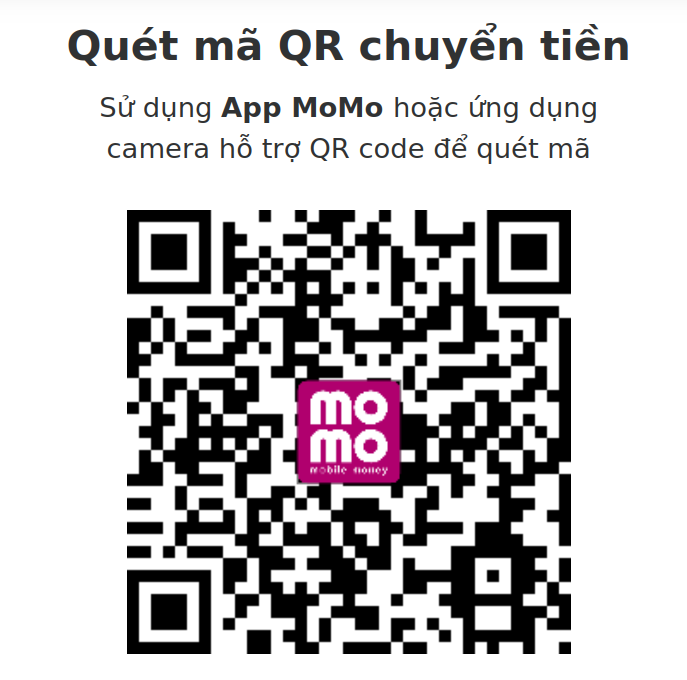 Quét mã QR chuyển tiền
Sử dụng App MoMo hoặc ứng dụng
camera hỗ trợ QR code để quét mã
mo
mo
mobile money